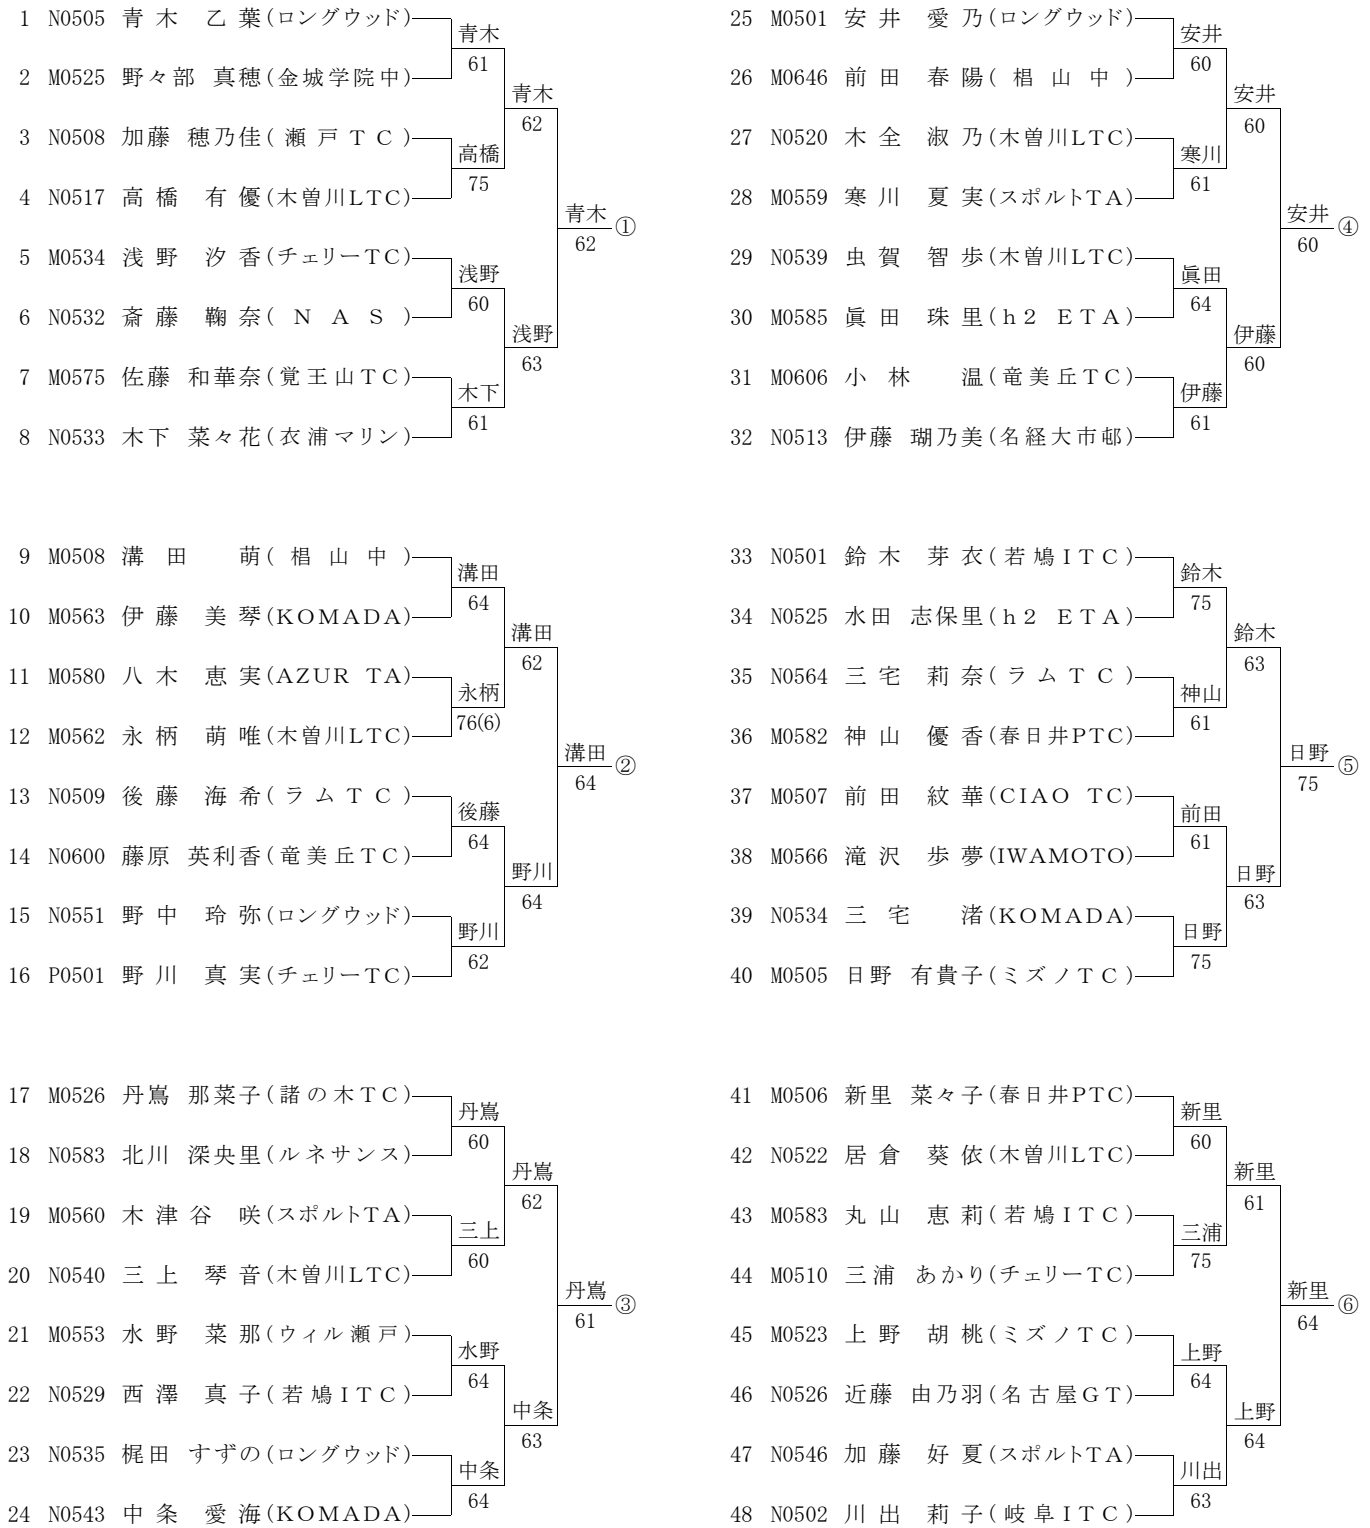 1 N0505 青木 乙葉(ロングウッド)
青木
61
2 M0525 野々部 真穂(金城学院中)
青木
62
3 N0508 加藤 穂乃佳(瀬戸TC)
高橋
75
4 N0517 高橋 有優(木曽川LTC)
青木 ①
62
5 M0534 浅野 汐香(チェリーTC)
浅野
60
6 N0532 斎藤 鞠奈(NAS)
浅野
63
7 M0575 佐藤 和華奈(覚王山TC)
木下
61
8 N0533 木下 菜々花(衣浦マリン)
9 M0508 溝田 萌(椙山中)
溝田
64
10 M0563 伊藤 美琴(KOMADA)
溝田
62
11 M0580 八木 恵実(AZUR TA)
永柄
76(6)
12 M0562 永柄 萌唯(木曽川LTC)
溝田 ②
64
13 N0509 後藤 海希(ラムTC)
後藤
64
14 N0600 藤原 英利香(竜美丘TC)
野川
64
15 N0551 野中 玲弥(ロングウッド)
野川
62
16 P0501 野川 真実(チェリーTC)
17 M0526 丹嶌 那菜子(諸の木TC)
丹嶌
60
18 N0583 北川 深央里(ルネサンス)
丹嶌
62
19 M0560 木津谷 咲(スポルトTA)
三上
60
20 N0540 三上 琴音(木曽川LTC)
丹嶌 ③
61
21 M0553 水野 菜那(ウィル瀬戸)
水野
64
22 N0529 西澤 真子(若鳩ITC)
中条
63
23 N0535 梶田 すずの(ロングウッド)
中条
64
24 N0543 中条 愛海(KOMADA)
25 M0501 安井 愛乃(ロングウッド)
安井
60
26 M0646 前田 春陽(椙山中)
安井
60
27 N0520 木全 淑乃(木曽川LTC)
寒川
61
28 M0559 寒川 夏実(スポルトTA)
安井 ④
60
29 N0539 虫賀 智歩(木曽川LTC)
眞田
64
30 M0585 眞田 珠里(h2 ETA)
伊藤
60
31 M0606 小林 温(竜美丘TC)
伊藤
61
32 N0513 伊藤 瑚乃美(名経大市邨)
33 N0501 鈴木 芽衣(若鳩ITC)
鈴木
75
34 N0525 水田 志保里(h2 ETA)
鈴木
63
35 N0564 三宅 莉奈(ラムTC)
神山
61
36 M0582 神山 優香(春日井PTC)
日野 ⑤
75
37 M0507 前田 紋華(CIAO TC)
前田
61
38 M0566 滝沢 歩夢(IWAMOTO)
日野
63
39 N0534 三宅 渚(KOMADA)
日野
75
40 M0505 日野 有貴子(ミズノTC)
41 M0506 新里 菜々子(春日井PTC)
新里
60
42 N0522 居倉 葵依(木曽川LTC)
新里
61
43 M0583 丸山 恵莉(若鳩ITC)
三浦
75
44 M0510 三浦 あかり(チェリーTC)
新里 ⑥
64
45 M0523 上野 胡桃(ミズノTC)
上野
64
46 N0526 近藤 由乃羽(名古屋GT)
上野
64
47 N0546 加藤 好夏(スポルトTA)
川出
63
48 N0502 川出 莉子(岐阜ITC)